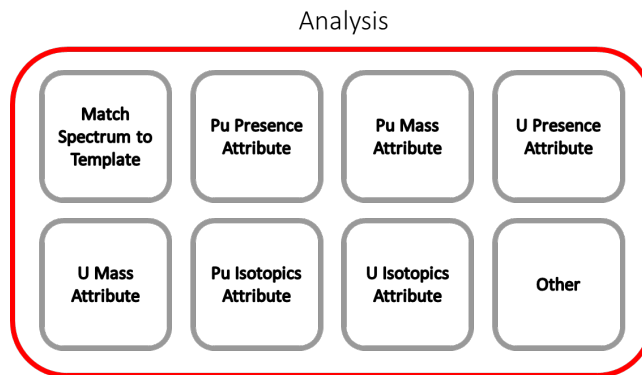 Analysis
Match
Spectrum to
Template
Pu Presence
Attribute
Pu Mass
Attribute
U Presence
Attribute
U Mass
Attribute
Pu Isotopics
Attribute
U Isotopics
Attribute
Other